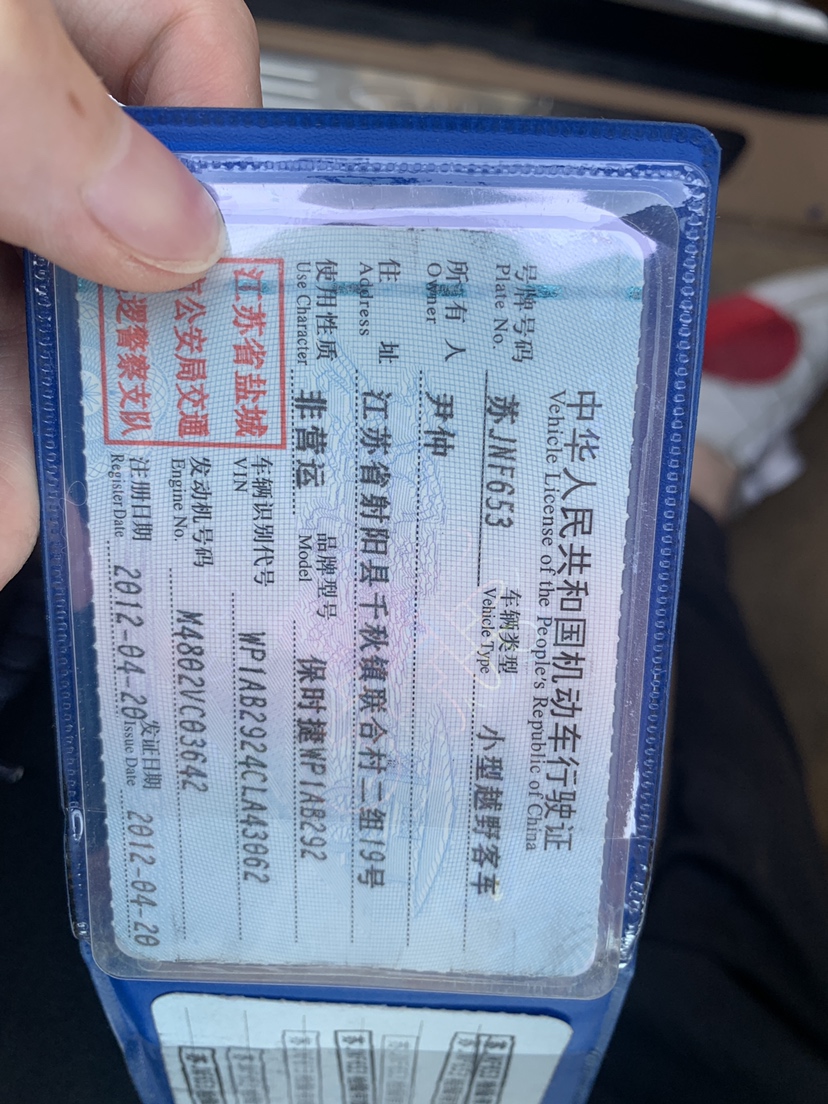 中华人民共和国机动车行驶证
Vehicle License of the People's Republic of China
号牌号码 苏JNF653 车辆类型 小型越野客车
Plate No. Vehicle Type
所有人 尹仲
Owner
住址 江苏省射阳县千秋镇联合村二组19号
Address
使用性质 非营运 品牌型号 保时捷WP1AB292
Use Character Model
江苏省盐城
公安局交通
巡警察支队
车辆识别代号 WP1AB2924CLA43062
VIN
发动机号码 M4802VC03642
Engine No.
注册日期 2012-04-20 发证日期 2012-04-20
Register Date Issue Date